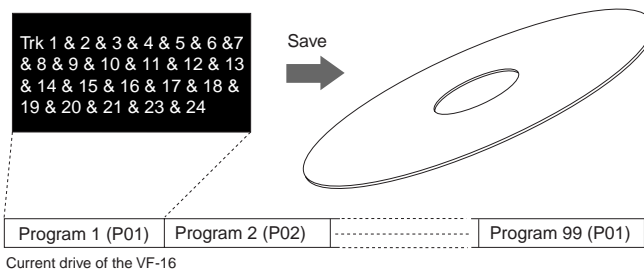 Trk 1 & 2 & 3 & 4 & 5 & 6 &7
& 8 & 9 & 10 & 11 & 12 & 13
& 14 & 15 & 16 & 17 & 18 &
19 & 20 & 21 & 23 & 24
Save
Program 1 (P01) Program 2 (P02) Program 99 (P01)
Current drive of the VF-16